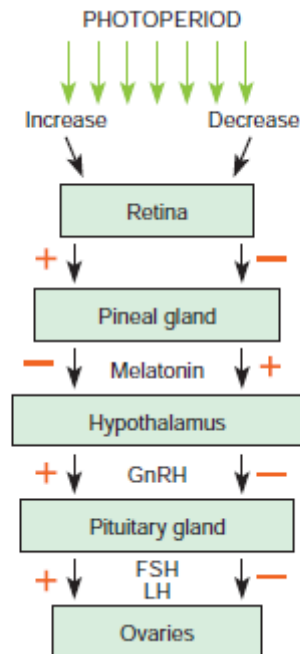 PHOTOPERIOD
Increase Decrease
Retina
+ −
Pineal gland
− Melatonin +
Hypothalamus
+ GnRH −
Pituitary gland
+ FSH −
LH
Ovaries